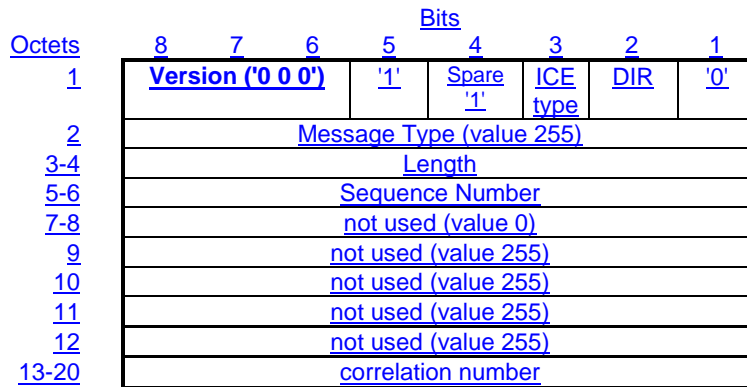 Bits
Octets 8 7 6 5 4 3 2 1
1 Version ('0 0 0') '1' Spare '1' ICE type DIR '0'
2 Message Type (value 255)
3-4 Length
5-6 Sequence Number
7-8 not used (value 0)
9 not used (value 255)
10 not used (value 255)
11 not used (value 255)
12 not used (value 255)
13-20 correlation number